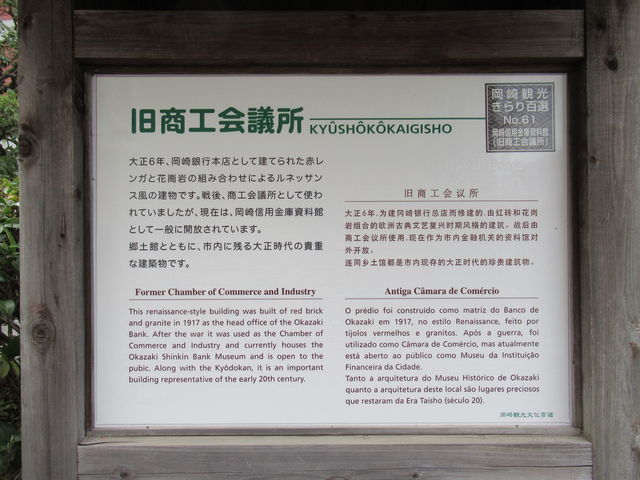 旧商工会議所
KYÛSHÔKÔKAIGISHO
岡崎観光
きらり百選
No.61
岡崎信用金庫資料館
(旧商工会議所)
大正6年、岡崎銀行本店として建てられた赤レ
ンガと花崗岩の組み合わせによるルネッサン
ス風の建物です。戦後、商工会議所として使わ
れていましたが、現在は、岡崎信用金庫資料館
として一般に開放されています。
郷土館とともに、市内に残る大正時代の貴重
な建築物です。
旧商工会议所
大正6年，为建冈崎银行总店而修建的，由红砖和花岗
岩组合的欧洲古典文艺复兴时期风格的建筑。战后由
商工会议所使用，现在作为市内金融机关的资料馆对
外开放。
连同乡土馆都是市内现存的大正时代的珍贵建筑物。
Former Chamber of Commerce and Industry
This renaissance-style building was built of red brick
and granite in 1917 as the head office of the Okazaki
Bank. After the war it was used as the Chamber of
Commerce and Industry and currently houses the
Okazaki Shinkin Bank Museum and is open to the
pubic. Along with the Kyôdokan, it is an important
building representative of the early 20th century.
Antiga Câmara de Comércio
O prédio foi construído como matriz do Banco de
Okazaki em 1917, no estilo Renaissance, feito por
tijolos vermelhos e granitos. Após a guerra, foi
utilizado como Câmara de Comércio, mas atualmente
está aberto ao público como Museu da Instituição
Financeira da Cidade.
Tanto a arquitetura do Museu Histórico de Okazaki
quanto a arquitetura deste local são lugares preciosos
que restaram da Era Taisho (século 20).
岡崎観光文化百選